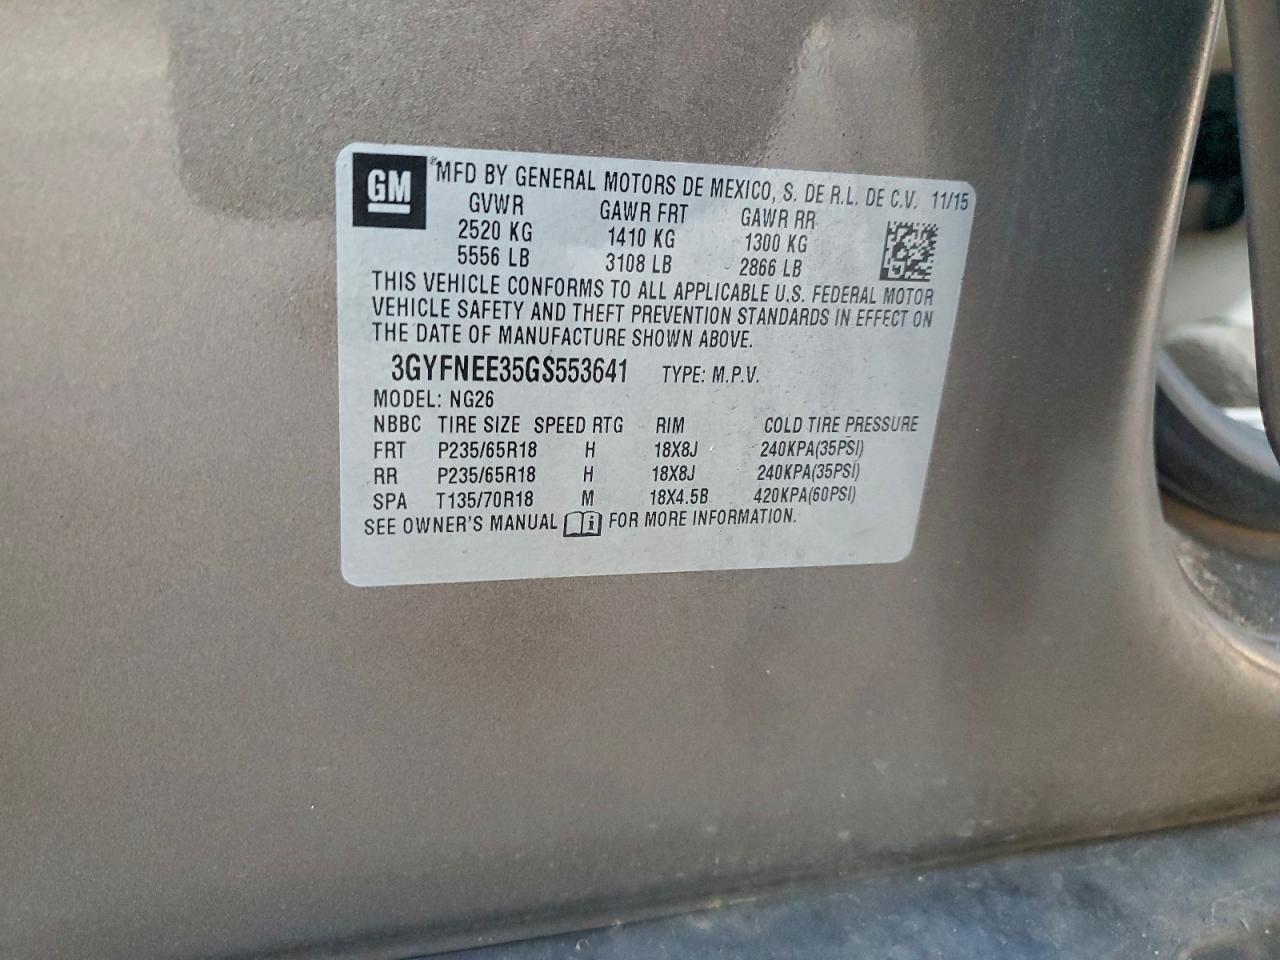 GM ® MFD BY GENERAL MOTORS DE MEXICO, S. DE R.L. DE C.V. 11/15
GVWR GAWR FRT GAWR RR
2520 KG 1410 KG 1300 KG
5556 LB 3108 LB 2866 LB
THIS VEHICLE CONFORMS TO ALL APPLICABLE U.S. FEDERAL MOTOR
VEHICLE SAFETY AND THEFT PREVENTION STANDARDS IN EFFECT ON
THE DATE OF MANUFACTURE SHOWN ABOVE.
3GYFNEE35GS553641 TYPE: M.P.V.
MODEL: NG26
NBBC TIRE SIZE SPEED RTG RIM COLD TIRE PRESSURE
FRT P235/65R18 H 18X8J 240KPA(35PSI)
RR P235/65R18 H 18X8J 240KPA(35PSI)
SPA T135/70R18 M 18X4.5B 420KPA(60PSI)
SEE OWNER'S MANUAL i FOR MORE INFORMATION.